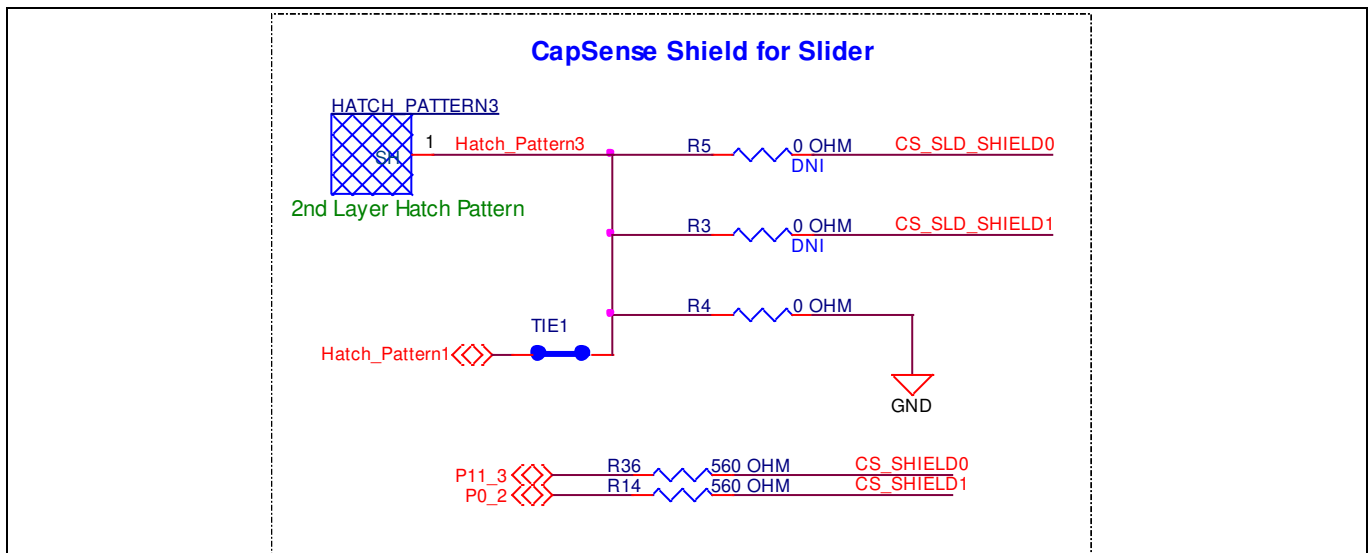 CapSense Shield for Slider
HATCH_PATTERN3
SH
1
Hatch_Pattern3
R5
0 OHM
CS_SLD_SHIELD0
DNI
2nd Layer Hatch Pattern
R3
0 OHM
CS_SLD_SHIELD1
DNI
R4
0 OHM
TIE1
Hatch_Pattern1
GND
P11_3
R36
560 OHM
CS_SHIELD0
P0_2
R14
560 OHM
CS_SHIELD1